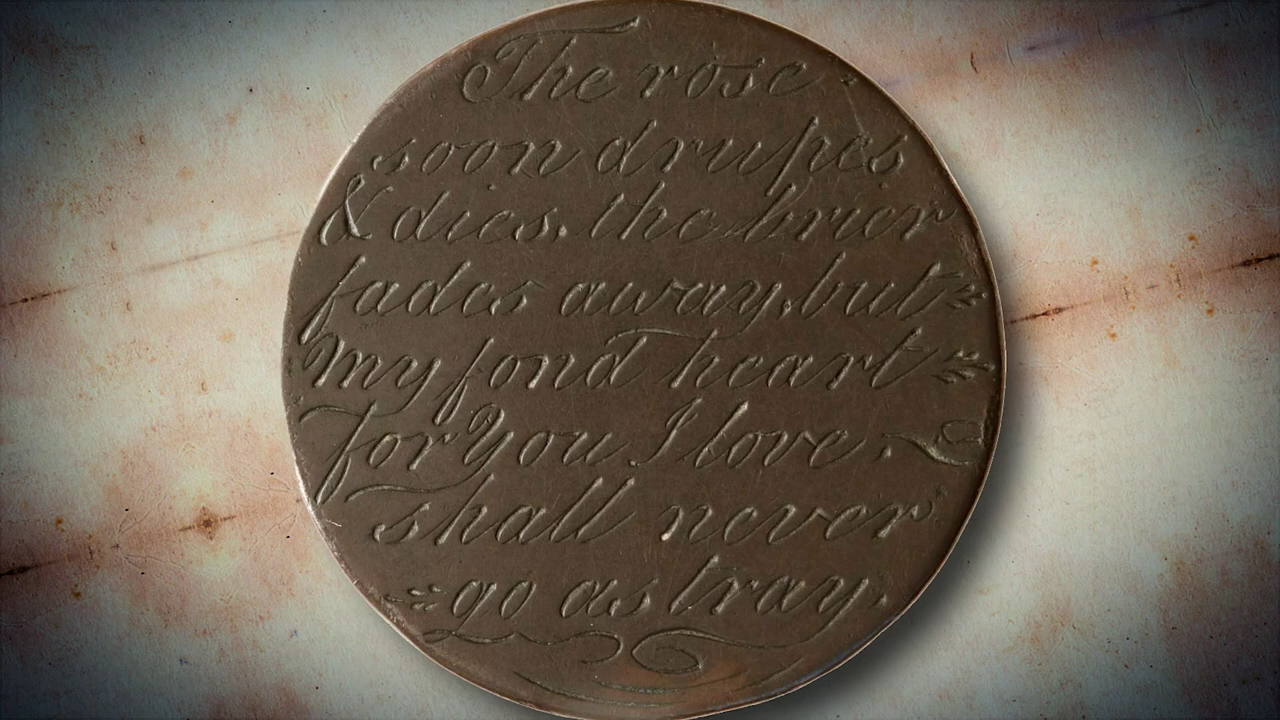 The rose
soon drupes
& dies, the brier
fades away, but
My fond heart
for You I love
shall never
go astray.